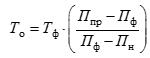 Tо = Tф · ( (Ппр − Пф) / (Пф − Пн) )